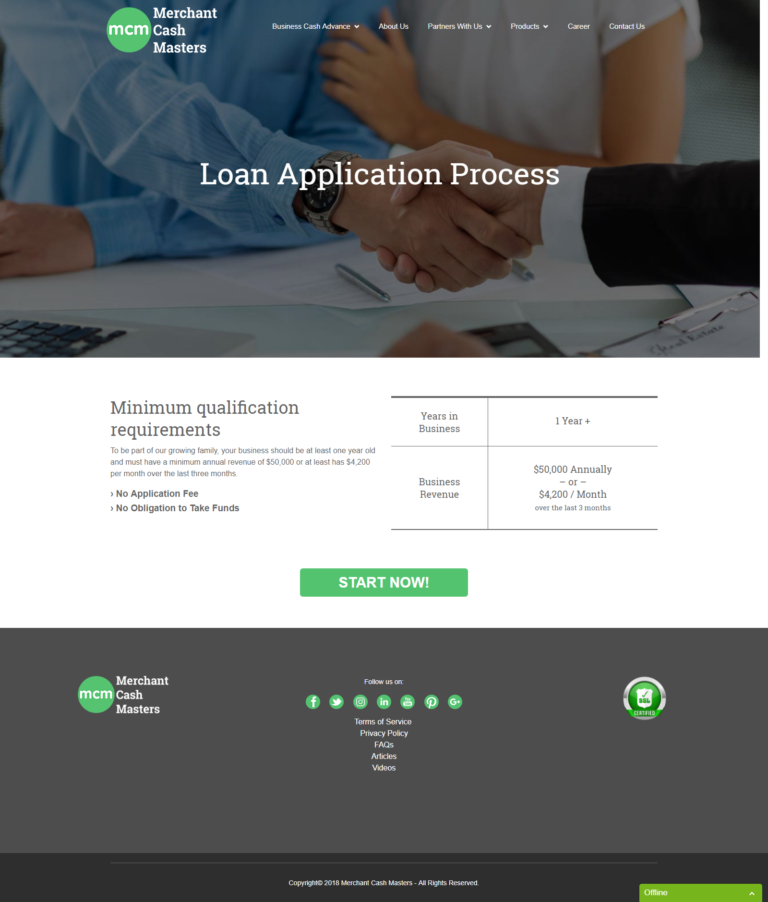 mcm
Merchant
Cash
Masters
Business Cash Advance
About Us
Partners With Us
Products
Career
Contact Us
Loan Application Process
Real Estate
Minimum qualification
requirements
To be part of our growing family, your business should be at least one year old
and must have a minimum annual revenue of $50,000 or at least has $4,200
per month over the last three months.
› No Application Fee
› No Obligation to Take Funds
Years in
Business
1 Year +
Business
Revenue
$50,000 Annually
– or –
$4,200 / Month
over the last 3 months
START NOW!
mcm
Merchant
Cash
Masters
Follow us on:
Terms of Service
Privacy Policy
FAQs
Articles
Videos
SSL
CERTIFIED
Copyright© 2018 Merchant Cash Masters - All Rights Reserved.
Offline